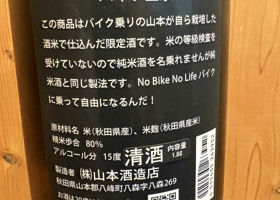 この商品はバイク乗りの山本が自ら栽培した
酒米で仕込んだ限定酒です。米の等級検査を
受けていないので純米酒を名乗れませんが純
米酒と同じ製法です。No Bike No Life バイク
に乗って自由になるんだ！
原材料名 米（秋田県産）、米麹（秋田県産米）
精米歩合 80%
アルコール分 15度 清酒 内容量 1.8ℓ
製造者 ㈱山本酒造店
秋田県山本郡八峰町八森字八森269